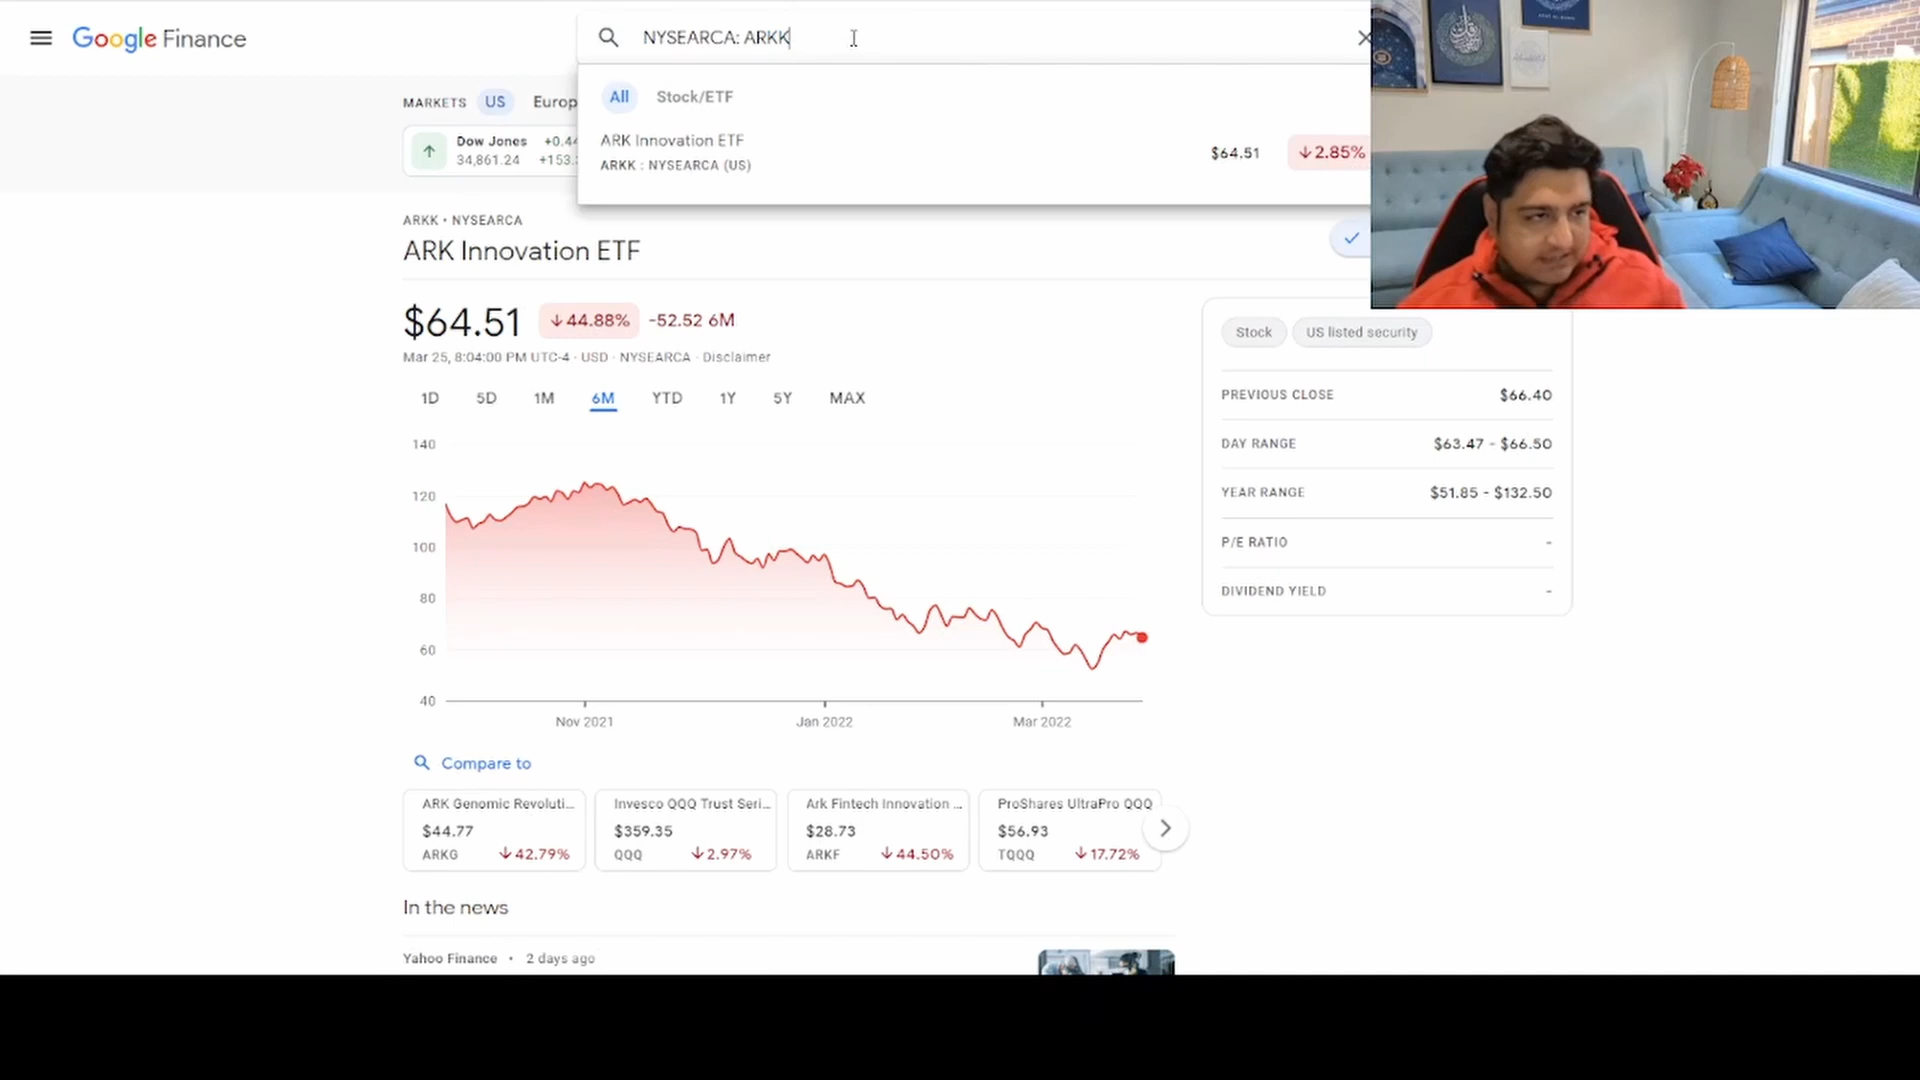 Google Finance
NYSEARCA: ARKK
All Stock/ETF
MARKETS US Europ
ARK Innovation ETF
ARKK : NYSEARCA (US)
$64.51 2.85%
Dow Jones +0.44
34,861.24 +153.
ARKK • NYSEARCA
ARK Innovation ETF
$64.51 44.88% -52.52 6M
Mar 25, 8:04:00 PM UTC-4 · USD · NYSEARCA · Disclaimer
1D 5D 1M 6M YTD 1Y 5Y MAX
140
120
100
80
60
40
Nov 2021 Jan 2022 Mar 2022
Stock US listed security
PREVIOUS CLOSE $66.40
DAY RANGE $63.47 - $66.50
YEAR RANGE $51.85 - $132.50
P/E RATIO -
DIVIDEND YIELD -
Compare to
ARK Genomic Revoluti...
$44.77
ARKG 42.79%
Invesco QQQ Trust Seri...
$359.35
QQQ 2.97%
Ark Fintech Innovation ...
$28.73
ARKF 44.50%
ProShares UltraPro QQQ
$56.93
TQQQ 17.72%
In the news
Yahoo Finance • 2 days ago